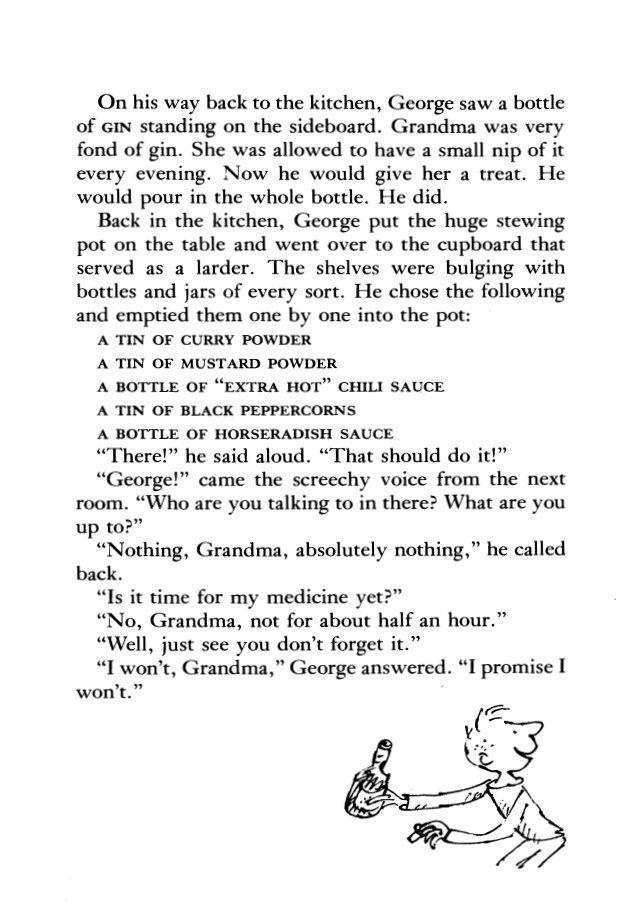 On his way back to the kitchen, George saw a bottle
of GIN standing on the sideboard. Grandma was very
fond of gin. She was allowed to have a small nip of it
every evening. Now he would give her a treat. He
would pour in the whole bottle. He did.
Back in the kitchen, George put the huge stewing
pot on the table and went over to the cupboard that
served as a larder. The shelves were bulging with
bottles and jars of every sort. He chose the following
and emptied them one by one into the pot:
A TIN OF CURRY POWDER
A TIN OF MUSTARD POWDER
A BOTTLE OF “EXTRA HOT” CHILI SAUCE
A TIN OF BLACK PEPPERCORNS
A BOTTLE OF HORSERADISH SAUCE
“There!” he said aloud. “That should do it!”
“George!” came the screechy voice from the next
room. “Who are you talking to in there? What are you
up to?”
“Nothing, Grandma, absolutely nothing,” he called
back.
“Is it time for my medicine yet?”
“No, Grandma, not for about half an hour.”
“Well, just see you don’t forget it.”
“I won’t, Grandma,” George answered. “I promise I
won’t.”